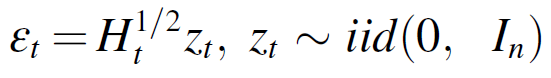 ε_t = H_t^{1/2} z_t, z_t ∼ iid(0, I_n)